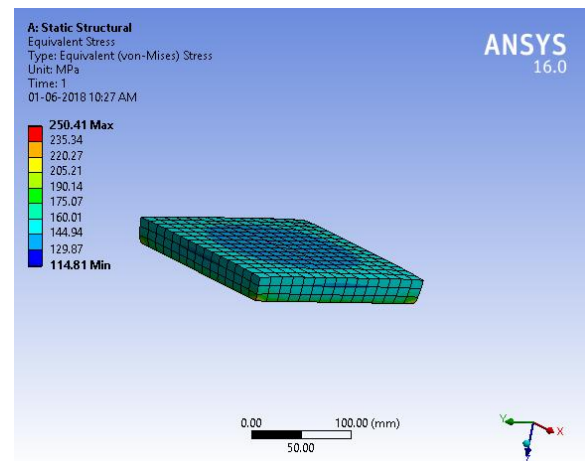 A: Static Structural
Equivalent Stress
Type: Equivalent (von-Mises) Stress
Unit: MPa
Time: 1
01-06-2018 10:27 AM
ANSYS
16.0
250.41 Max
235.34
220.27
205.21
190.14
175.07
160.01
144.94
129.87
114.81 Min
0.00 100.00 (mm)
50.00
Y X
Z